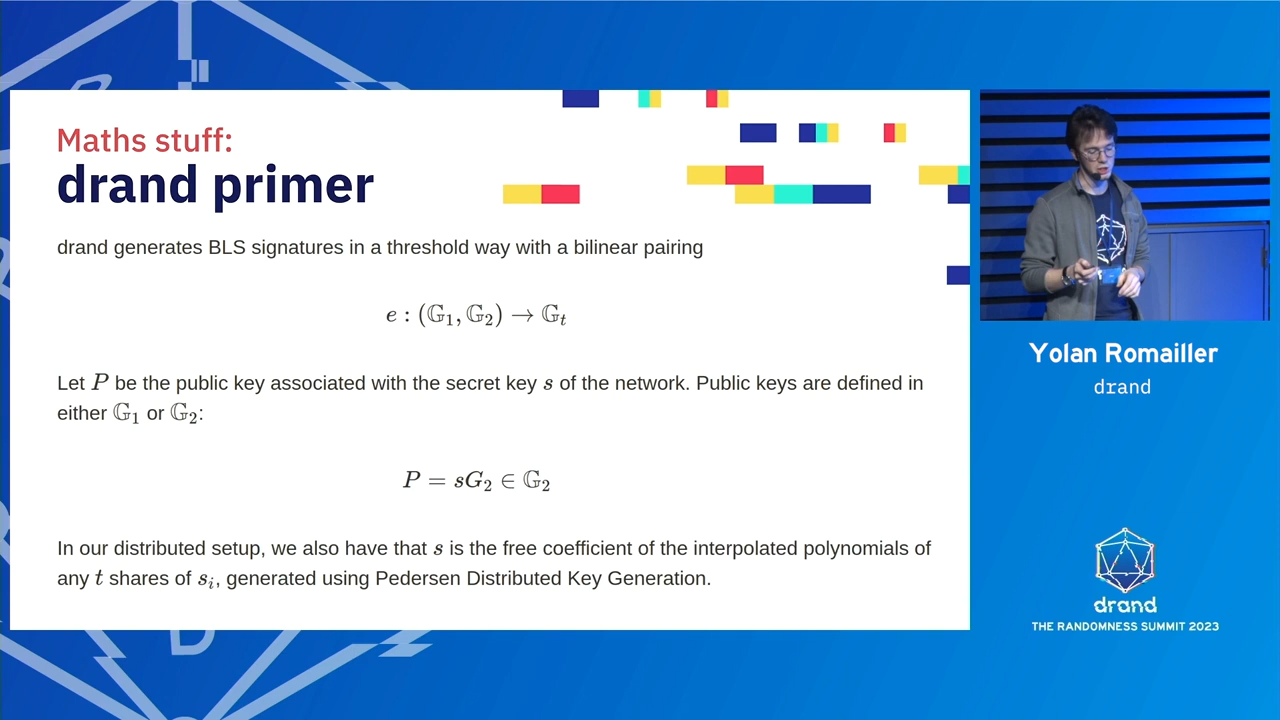 Maths stuff:
drand primer
drand generates BLS signatures in a threshold way with a bilinear pairing
e : (𝔾₁, 𝔾₂) → 𝔾ₜ
Let P be the public key associated with the secret key s of the network. Public keys are defined in
either 𝔾₁ or 𝔾₂:
P = sG₂ ∈ 𝔾₂
In our distributed setup, we also have that s is the free coefficient of the interpolated polynomials of
any t shares of sᵢ, generated using Pedersen Distributed Key Generation.
Yolan Romailler
drand
drand
THE RANDOMNESS SUMMIT 2023